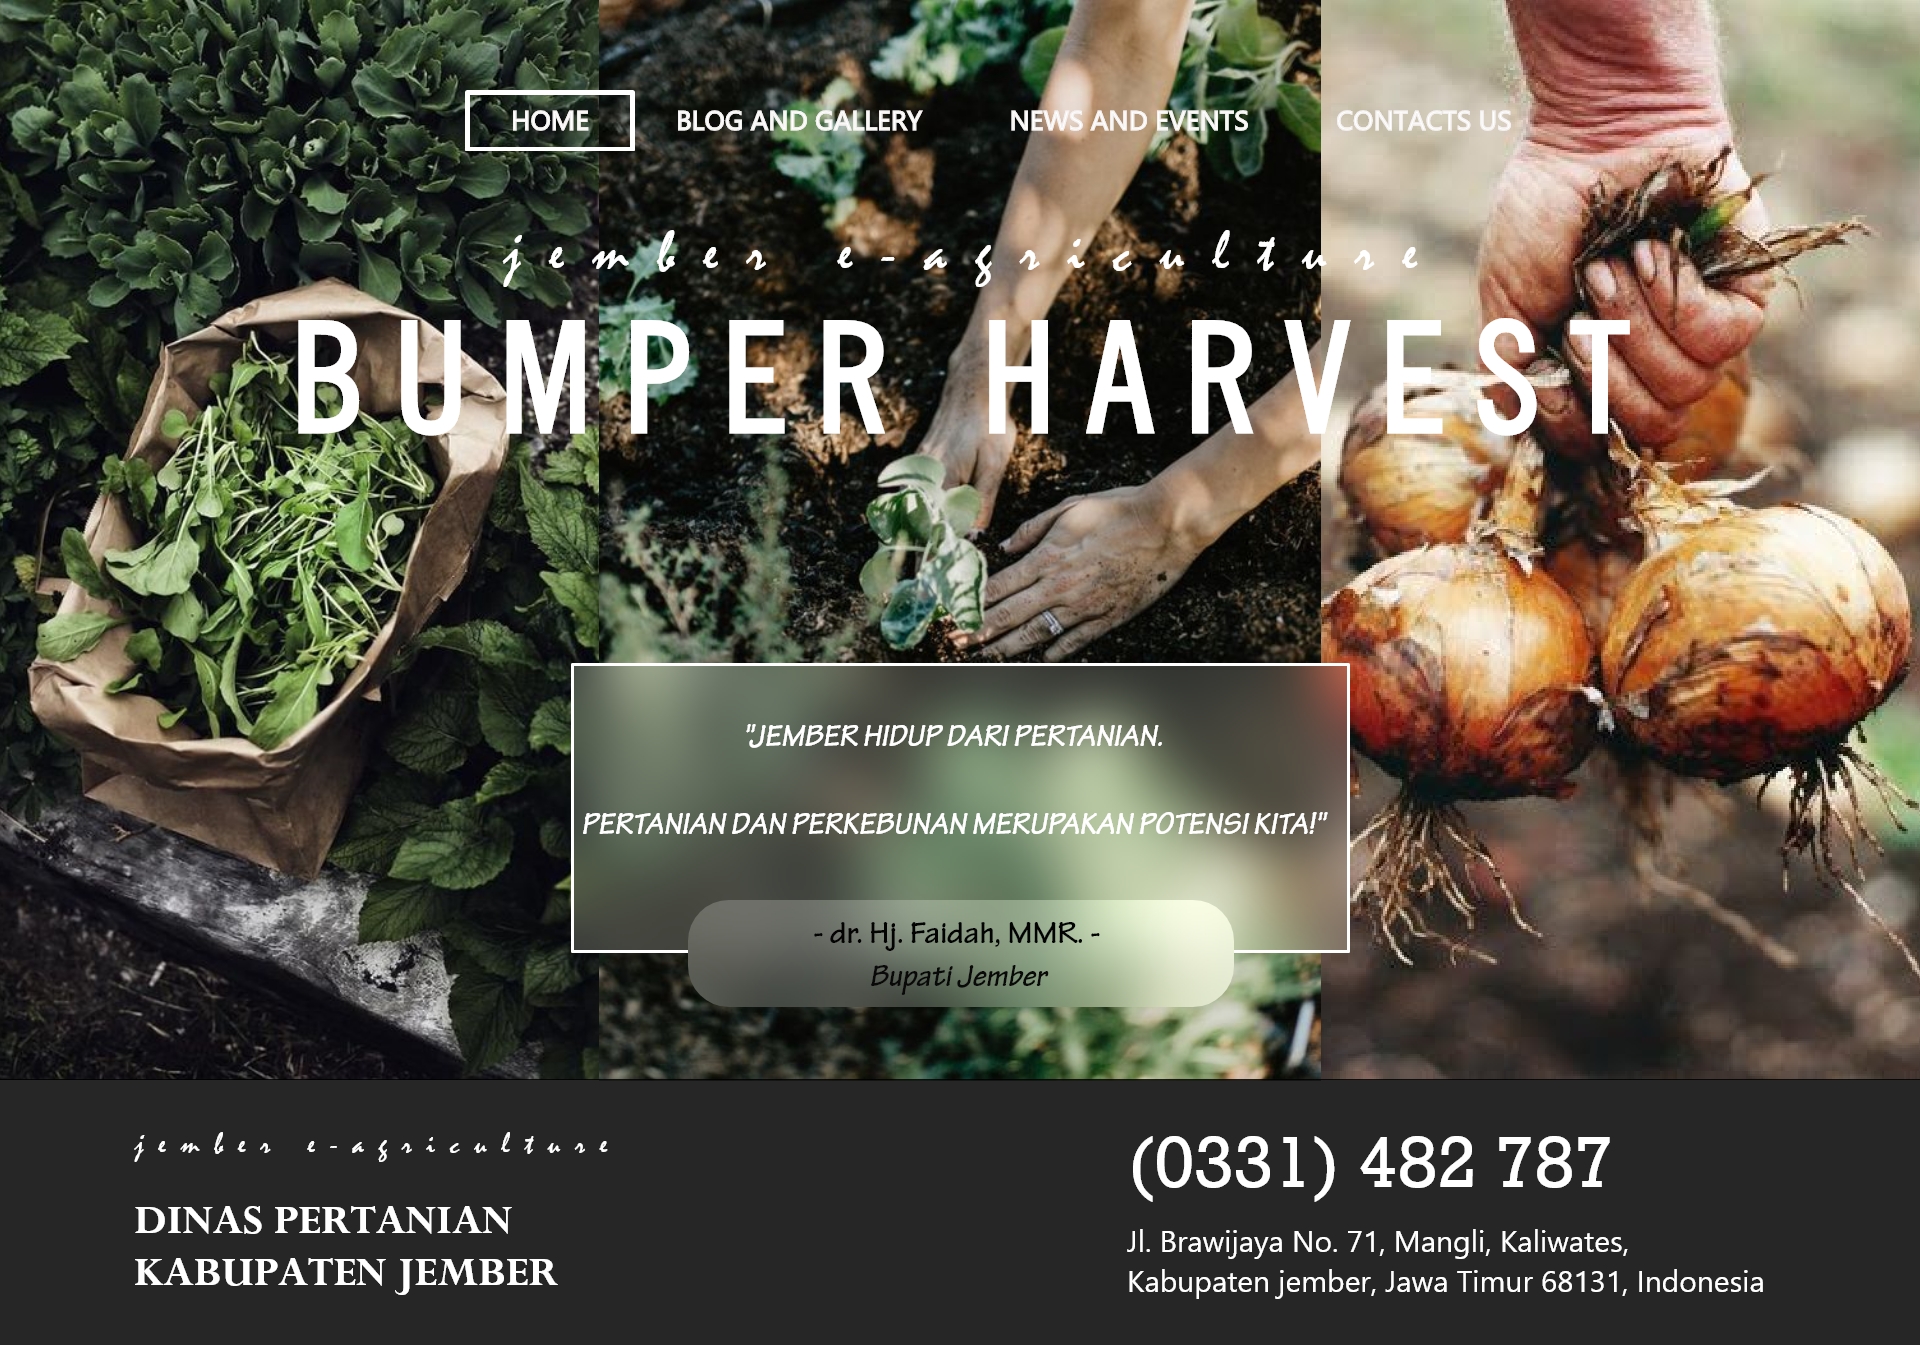 HOME
BLOG AND GALLERY
NEWS AND EVENTS
CONTACTS US
jember e-agriculture
BUMPER HARVEST
"JEMBER HIDUP DARI PERTANIAN.
PERTANIAN DAN PERKEBUNAN MERUPAKAN POTENSI KITA!"
- dr. Hj. Faidah, MMR. -
Bupati Jember
jember e-agriculture
DINAS PERTANIAN
KABUPATEN JEMBER
(0331) 482 787
Jl. Brawijaya No. 71, Mangli, Kaliwates,
Kabupaten jember, Jawa Timur 68131, Indonesia